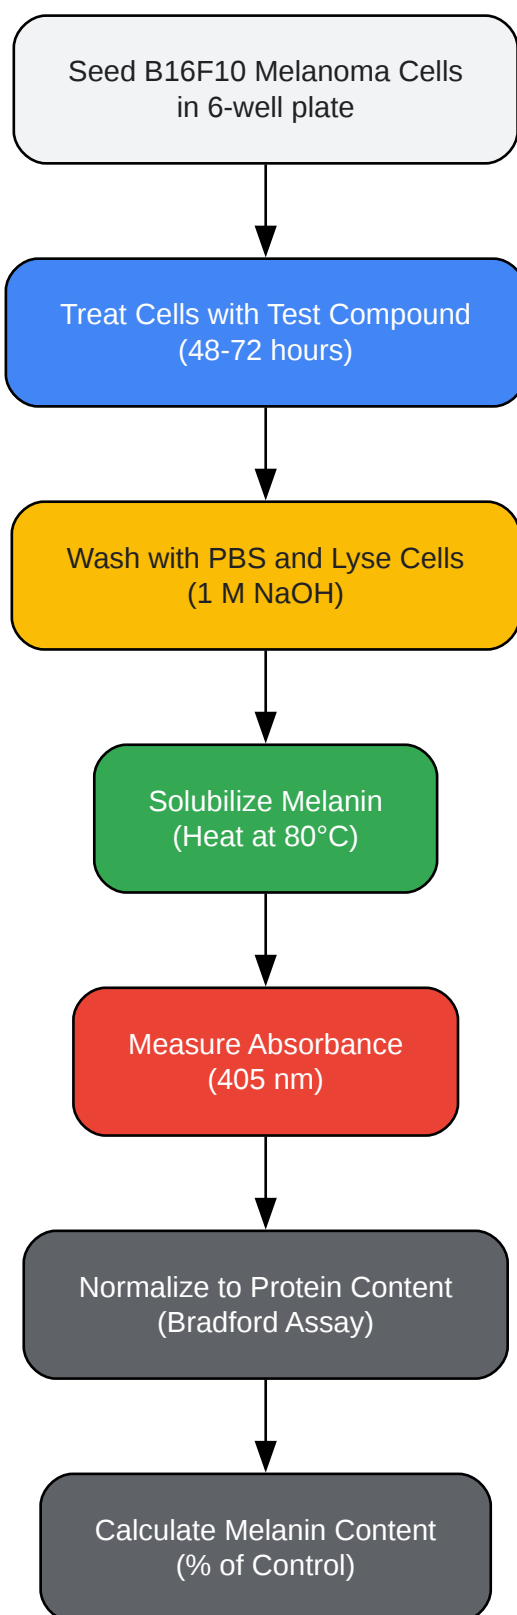 Seed B16F10 Melanoma Cells
in 6-well plate
Treat Cells with Test Compound
(48-72 hours)
Wash with PBS and Lyse Cells
(1 M NaOH)
Solubilize Melanin
(Heat at 80°C)
Measure Absorbance
(405 nm)
Normalize to Protein Content
(Bradford Assay)
Calculate Melanin Content
(% of Control)